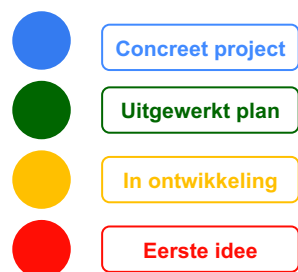 Concreet project
Uitgewerkt plan
In ontwikkeling
Eerste idee